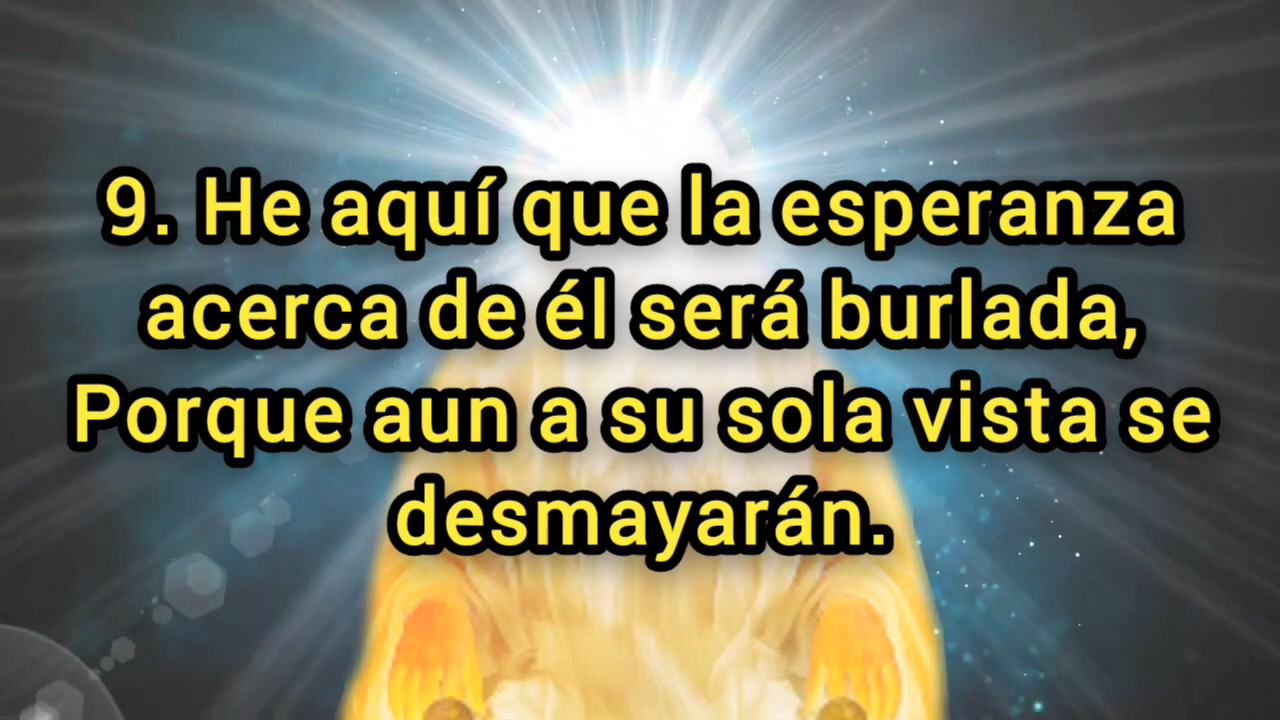 9. He aquí que la esperanza
acerca de él será burlada,
Porque aun a su sola vista se
desmayarán.